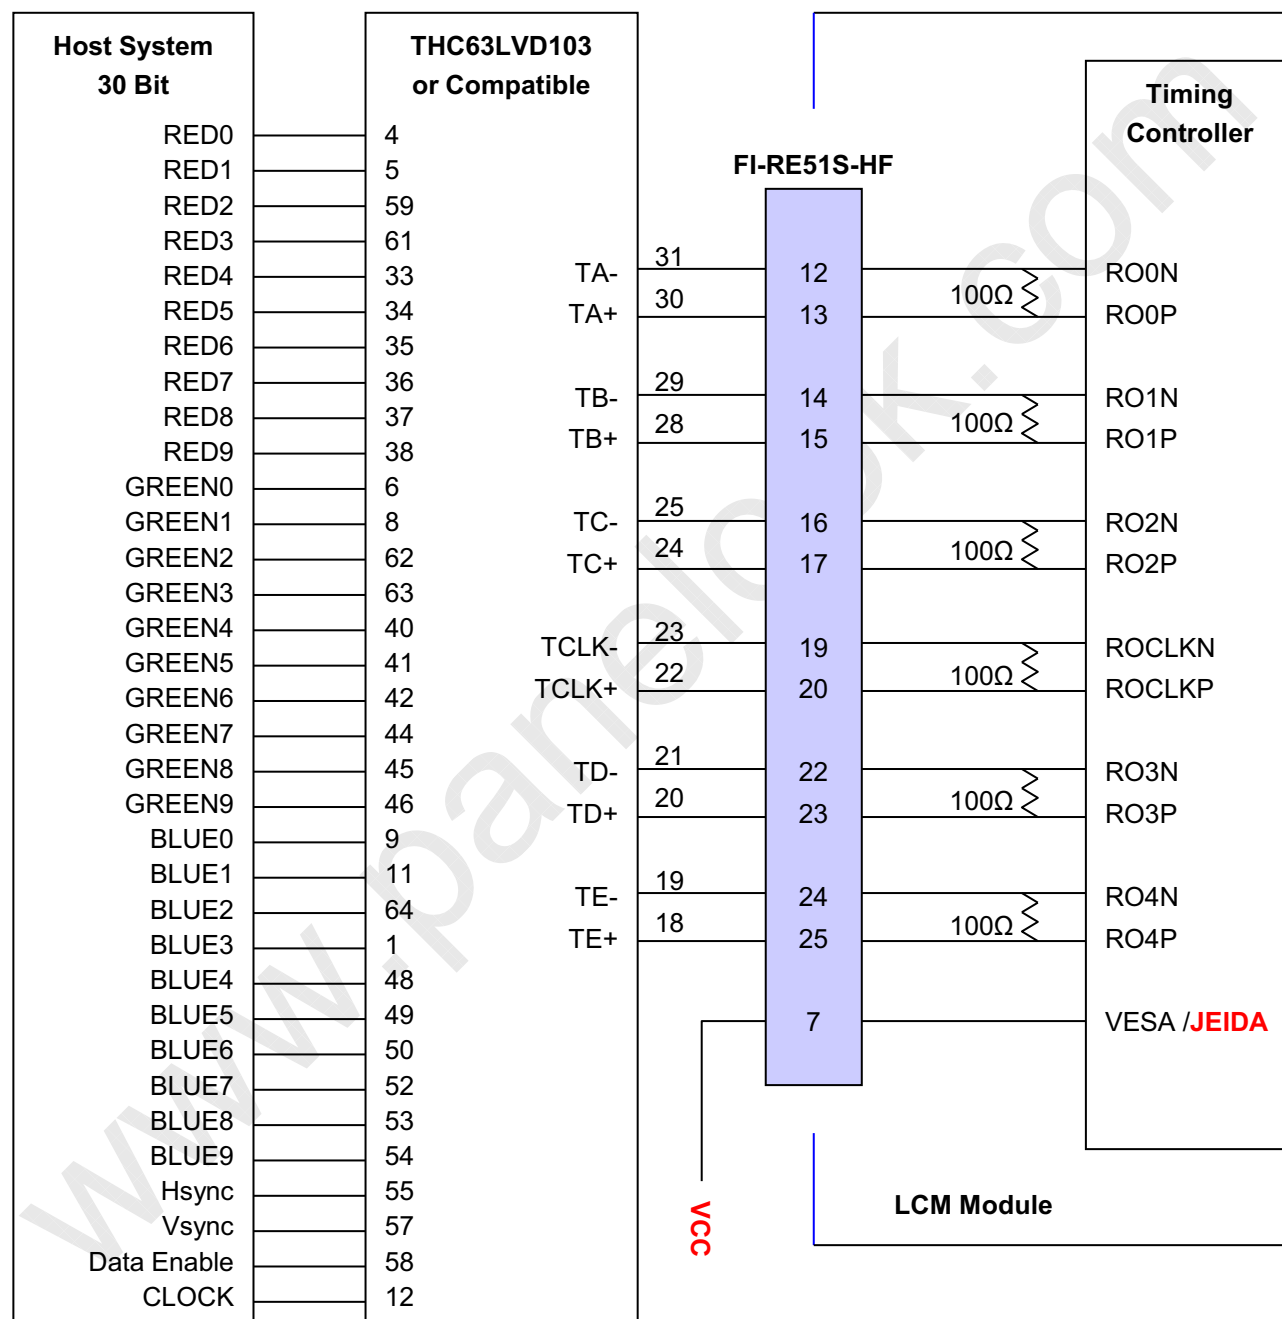 Host System
30 Bit
RED0
RED1
RED2
RED3
RED4
RED5
RED6
RED7
RED8
RED9
GREEN0
GREEN1
GREEN2
GREEN3
GREEN4
GREEN5
GREEN6
GREEN7
GREEN8
GREEN9
BLUE0
BLUE1
BLUE2
BLUE3
BLUE4
BLUE5
BLUE6
BLUE7
BLUE8
BLUE9
Hsync
Vsync
Data Enable
CLOCK
THC63LVD103
or Compatible
4
5
59
61
33
34
35
36
37
38
6
8
62
63
40
41
42
44
45
46
9
11
64
1
48
49
50
52
53
54
55
57
58
12
TA-
TA+
TB-
TB+
TC-
TC+
TCLK-
TCLK+
TD-
TD+
TE-
TE+
31
30
29
28
25
24
23
22
21
20
19
18
FI-RE51S-HF
12
13
14
15
16
17
19
20
22
23
24
25
7
100Ω
100Ω
100Ω
100Ω
100Ω
100Ω
Timing
Controller
RO0N
RO0P
RO1N
RO1P
RO2N
RO2P
ROCLKN
ROCLKP
RO3N
RO3P
RO4N
RO4P
VESA /JEIDA
VCC
LCM Module
www.panelook.com